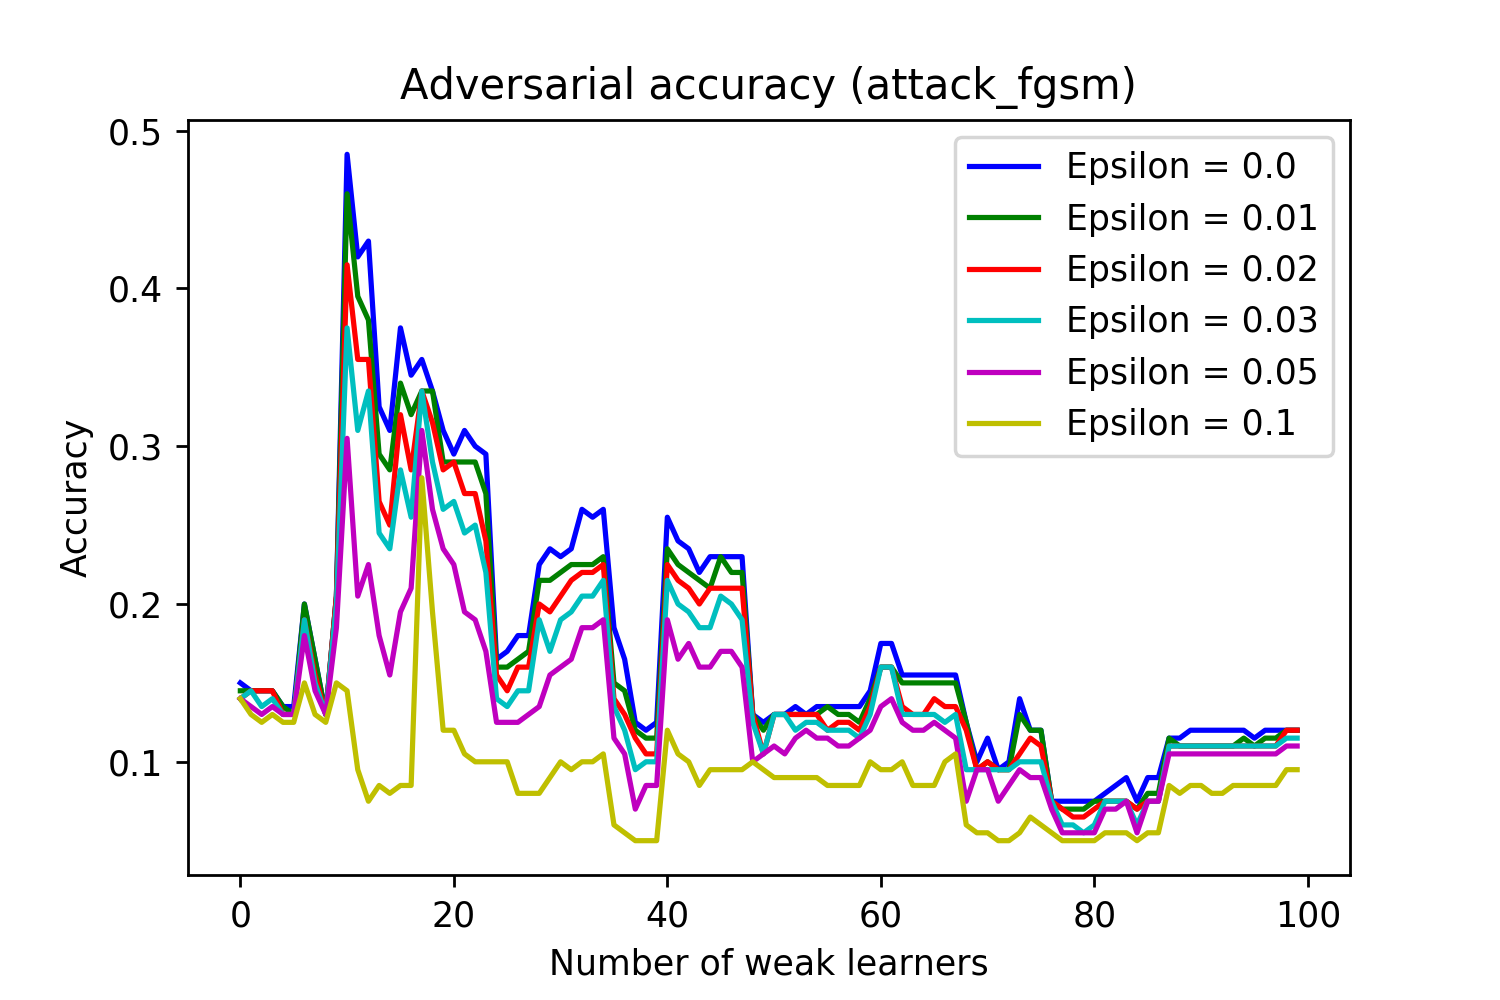 Adversarial accuracy (attack_fgsm)
0.5
0.4
0.3
0.2
0.1
Accuracy
Epsilon = 0.0
Epsilon = 0.01
Epsilon = 0.02
Epsilon = 0.03
Epsilon = 0.05
Epsilon = 0.1
0 20 40 60 80 100
Number of weak learners